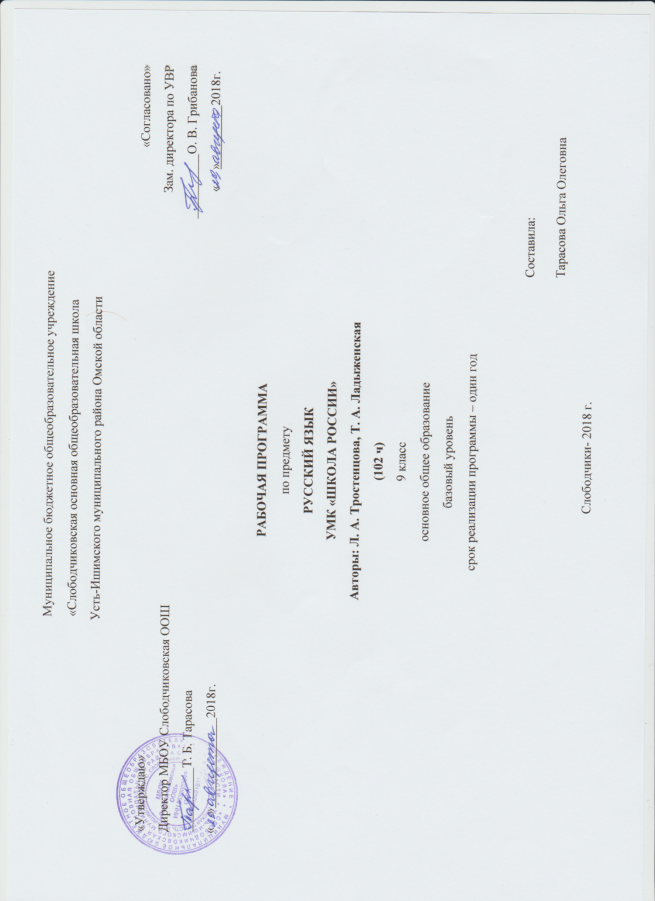 Муниципальное бюджетное общеобразовательное учреждение
«Слободчиковская основная общеобразовательная школа
Усть-Ишимского муниципального района Омской области
«Утверждаю»
Директор МБОУ Слободчиковская ООШ
Т. Б. Тарасова
августа 2018г.
«Согласовано»
Зам. директора по УВР
О. В. Грибанова
августа 2018г.
РАБОЧАЯ ПРОГРАММА
по предмету
РУССКИЙ ЯЗЫК
УМК «ШКОЛА РОССИИ»
Авторы: Л. А. Тростенцова, Т. А. Ладыженская
(102 ч)
9 класс
основное общее образование
базовый уровень
срок реализации программы – один год
Составила:
Тарасова Ольга Олеговна
Слободчики- 2018 г.